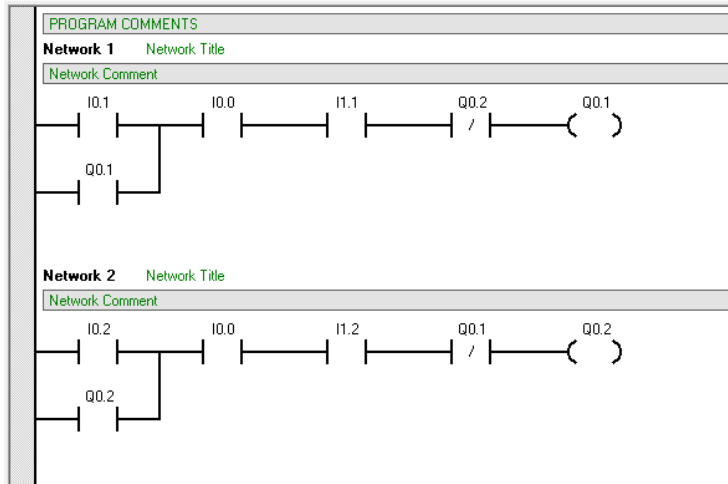 PROGRAM COMMENTS
Network 1 Network Title
Network Comment
I0.1 I0.0 I1.1 Q0.2 Q0.1
/
Q0.1
Network 2 Network Title
Network Comment
I0.2 I0.0 I1.2 Q0.1 Q0.2
/
Q0.2